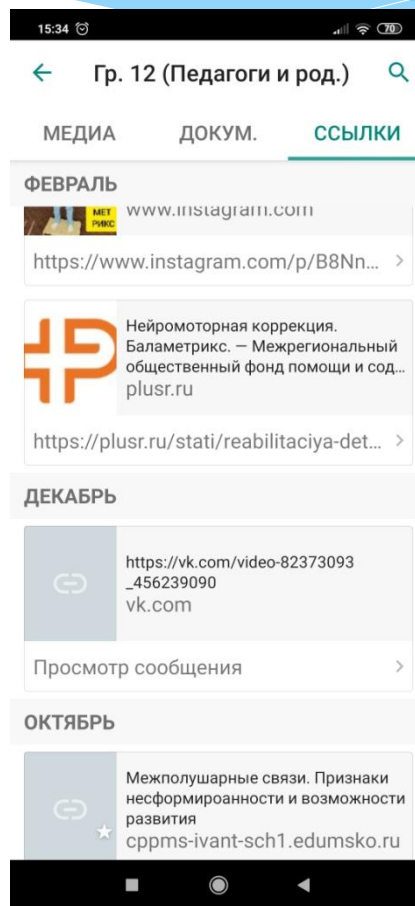 15:34
70
Гр. 12 (Педагоги и род.)
МЕДИА ДОКУМ. ССЫЛКИ
ФЕВРАЛЬ
МЕТ
РИКС
www.instagram.com
https://www.instagram.com/p/B8Nn...
Нейромоторная коррекция.
Баламетрикс. — Межрегиональный
общественный фонд помощи и сод...
plusr.ru
https://plusr.ru/stati/reabilitaciya-det...
ДЕКАБРЬ
https://vk.com/video-82373093
_456239090
vk.com
Просмотр сообщения
ОКТЯБРЬ
Межполушарные связи. Признаки
несформироанности и возможности
развития
cppms-ivant-sch1.edumsko.ru